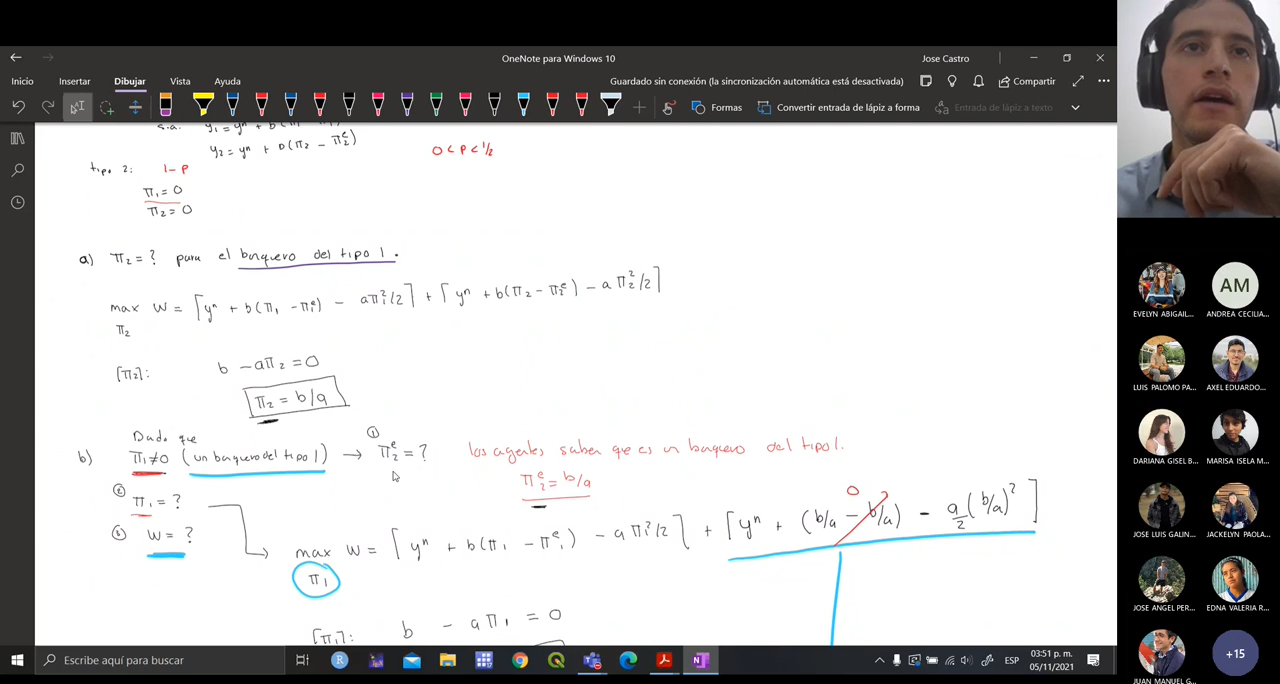 OneNote para Windows 10
Jose Castro
Inicio Insertar Dibujar Vista Ayuda
Guardado sin conexión (la sincronización automática está desactivada)
Compartir
Formas
Convertir entrada de lápiz a forma
Entrada de lápiz a texto
s.a. y₁ = yⁿ + b(π
y₂ = yⁿ + b(π₂ − π₂ᵉ)
0 < p < 1/2
tipo 2: 1-p
π₁ = 0
π₂ = 0
a) π₂ = ? para el banquero del tipo 1.
max W = [yⁿ + b(π₁ − π₁ᵉ) − aπ₁²/2] + [yⁿ + b(π₂ − π₂ᵉ) − aπ₂²/2]
π₂
[π₂]: b − aπ₂ = 0
π₂ = b/a
Dado que
b) π₁ ≠ 0 (un banquero del tipo 1) → ① π₂ᵉ = ? los agentes saben que es un banquero del tipo 1.
π₂ᵉ = b/a
② π₁ = ?
③ W = ?
max W = [yⁿ + b(π₁ − π₁ᵉ) − aπ₁²/2] + [yⁿ + (b/a − b/a) − a/2 (b/a)²]
0
π₁
[π₁]: b − aπ₁ = 0
EVELYN ABIGAIL... ANDREA CECILIA...
AM
LUIS PALOMO PA... AXEL EDUARDO...
DARIANA GISEL B... MARISA ISELA M...
JOSE LUIS GALIN... JACKELYN PAOLA...
JOSE ANGEL PER... EDNA VALERIA R...
+15
JUAN MANUEL G...
Escribe aquí para buscar
ESP
03:51 p. m.
05/11/2021